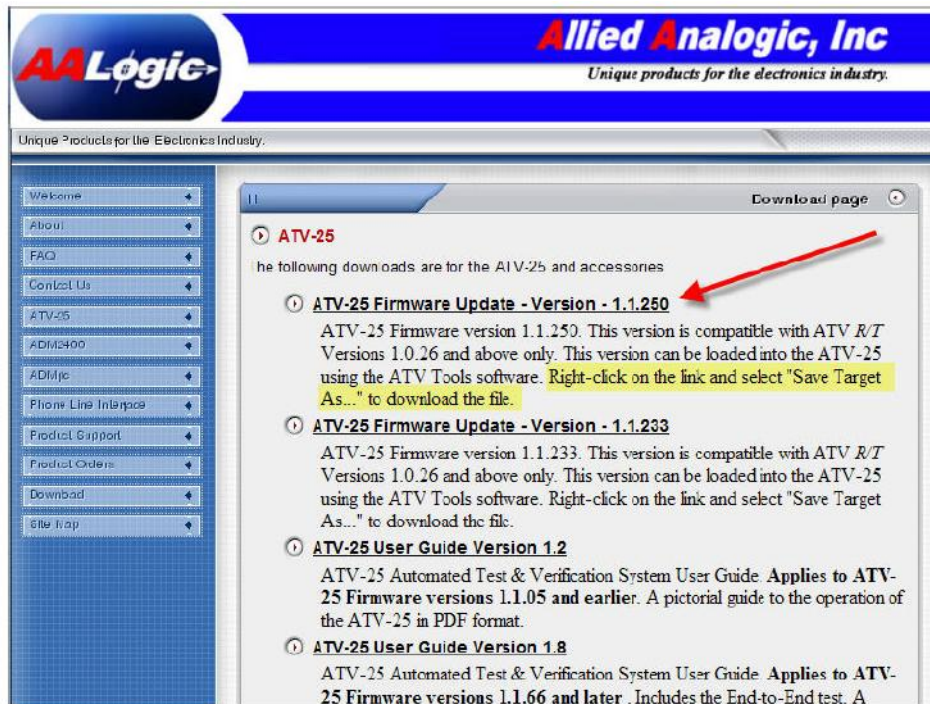 AALogic
Allied Analogic, Inc
Unique products for the electronics industry.
Unique Products for the Electronics Industry.
Welcome
About
FAQ
Contact Us
ATV-25
ADM2400
ADMjr
Phone Line Interface
Product Support
Product Orders
Download
Site Map
Download page
ATV-25
The following downloads are for the ATV-25 and accessories
ATV-25 Firmware Update - Version - 1.1.250
ATV-25 Firmware version 1.1.250. This version is compatible with ATV R/T
Versions 1.0.26 and above only. This version can be loaded into the ATV-25
using the ATV Tools software. Right-click on the link and select "Save Target
As..." to download the file.
ATV-25 Firmware Update - Version - 1.1.233
ATV-25 Firmware version 1.1.233. This version is compatible with ATV R/T
Versions 1.0.26 and above only. This version can be loaded into the ATV-25
using the ATV Tools software. Right-click on the link and select "Save Target
As..." to download the file.
ATV-25 User Guide Version 1.2
ATV-25 Automated Test & Verification System User Guide. Applies to ATV-
25 Firmware versions 1.1.05 and earlier. A pictorial guide to the operation of
the ATV-25 in PDF format.
ATV-25 User Guide Version 1.8
ATV-25 Automated Test & Verification System User Guide. Applies to ATV-
25 Firmware versions 1.1.66 and later . Includes the End-to-End test. A